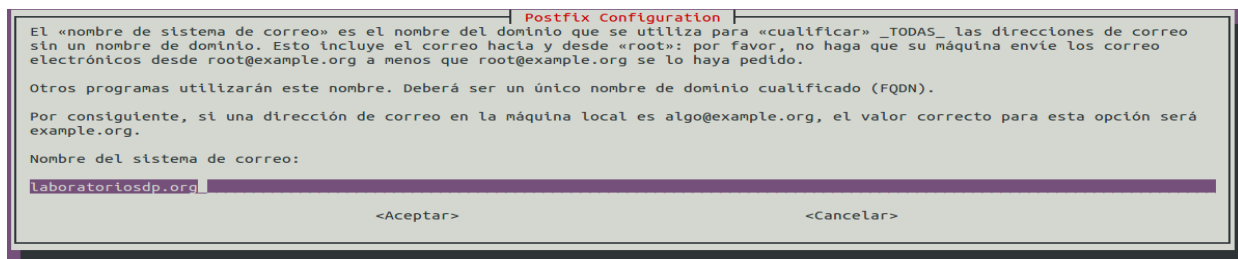 Postfix Configuration
El «nombre de sistema de correo» es el nombre del dominio que se utiliza para «cualificar» _TODAS_ las direcciones de correo
sin un nombre de dominio. Esto incluye el correo hacia y desde «root»: por favor, no haga que su máquina envíe los correo
electrónicos desde root@example.org a menos que root@example.org se lo haya pedido.
Otros programas utilizarán este nombre. Deberá ser un único nombre de dominio cualificado (FQDN).
Por consiguiente, si una dirección de correo en la máquina local es algo@example.org, el valor correcto para esta opción será
example.org.
Nombre del sistema de correo:
laboratoriosdp.org
<Aceptar> <Cancelar>